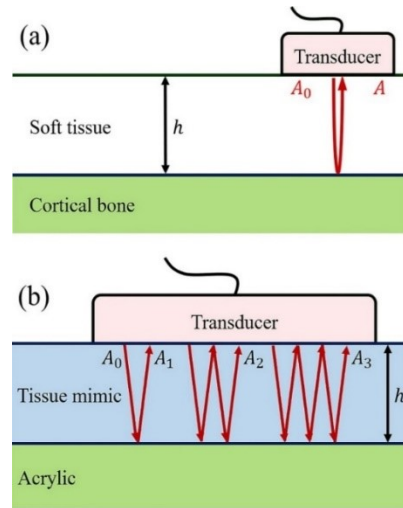 (a)
Transducer
A₀ A
Soft tissue
h
Cortical bone
(b)
Transducer
A₀ A₁ A₂ A₃
Tissue mimic
h
Acrylic